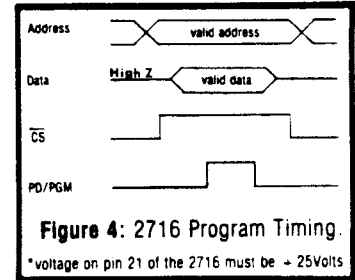 Address
valid address
Data
High Z
valid data
CS
PD/PGM
Figure 4: 2716 Program Timing.
*voltage on pin 21 of the 2716 must be + 25Volts